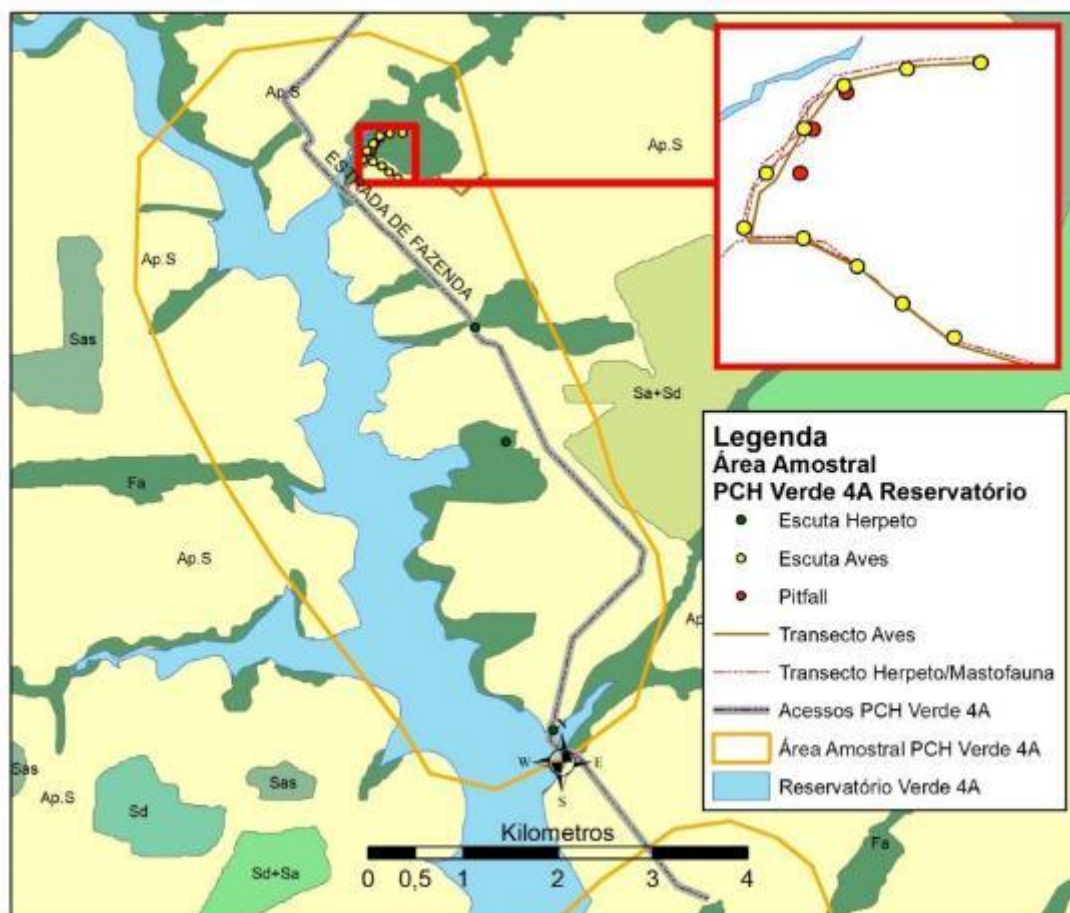 Ap.S
Ap.S
ESTRADA DE FAZENDA
Ap.S
Sas
Sa+Sd
Fa
Ap.S
Ap
Sas
Ap.S
Sd
Sas
Sd+Sa
Fa
N
W E
S
Kilometros
0 0,5 1 2 3 4
Legenda
Área Amostral
PCH Verde 4A Reservatório
Escuta Herpeto
Escuta Aves
Pitfall
Transecto Aves
Transecto Herpeto/Mastofauna
Acessos PCH Verde 4A
Área Amostral PCH Verde 4A
Reservatório Verde 4A